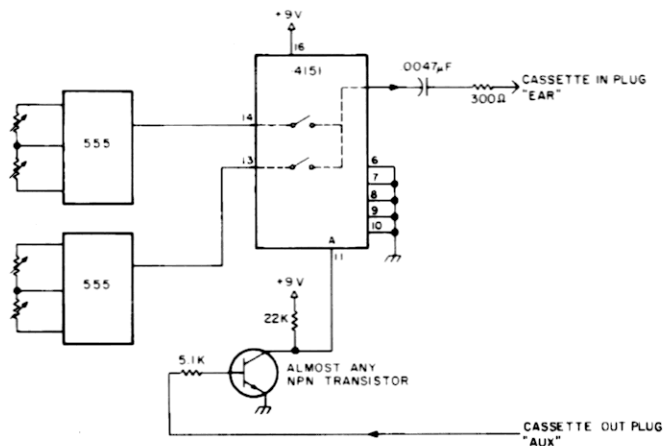 +9V
16
4151
.0047μF
300Ω
CASSETTE IN PLUG
"EAR"
555
14
13
6
7
8
9
10
A
11
555
+9V
22K
5.1K
ALMOST ANY
NPN TRANSISTOR
CASSETTE OUT PLUG
"AUX"